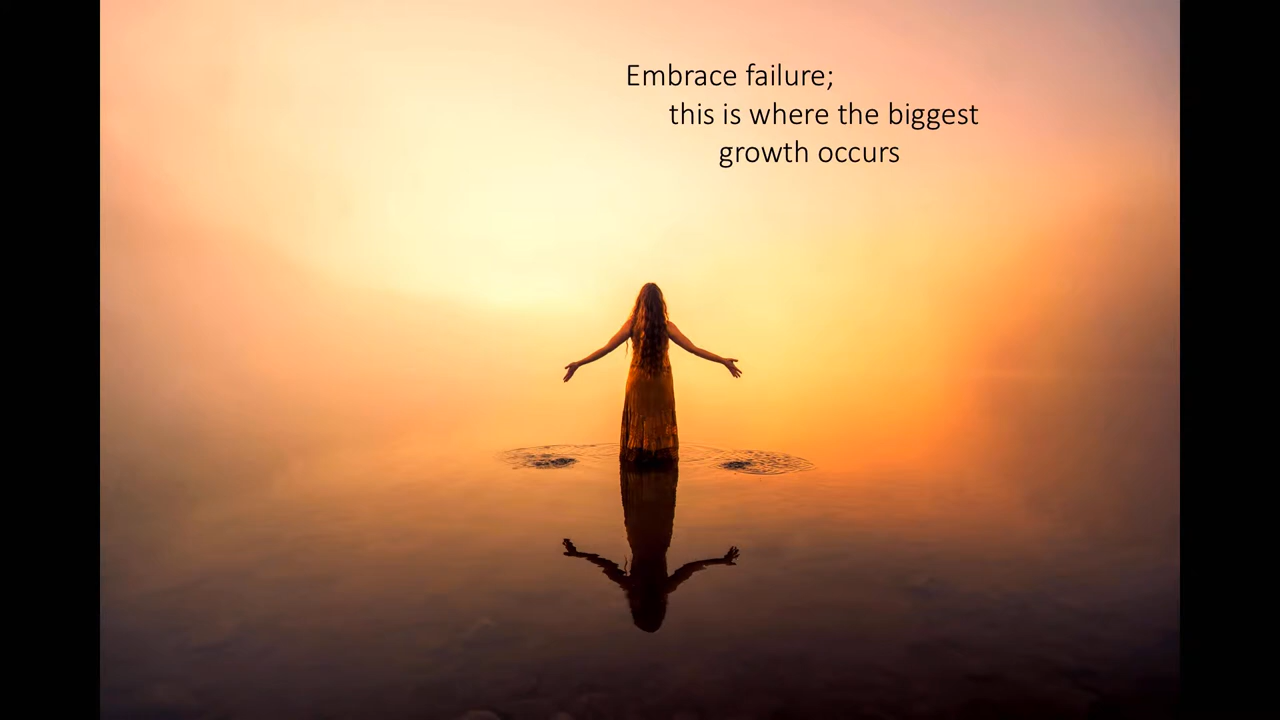 Embrace failure;
this is where the biggest
growth occurs